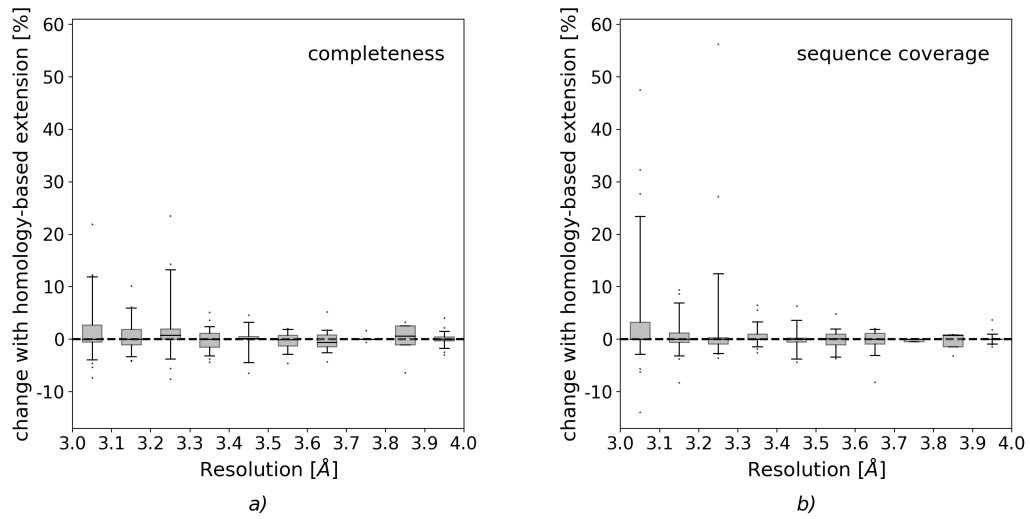 change with homology-based extension [%]
60
50
40
30
20
10
0
-10
completeness
3.0 3.1 3.2 3.3 3.4 3.5 3.6 3.7 3.8 3.9 4.0
Resolution [Å]
a)
change with homology-based extension [%]
60
50
40
30
20
10
0
-10
sequence coverage
3.0 3.1 3.2 3.3 3.4 3.5 3.6 3.7 3.8 3.9 4.0
Resolution [Å]
b)